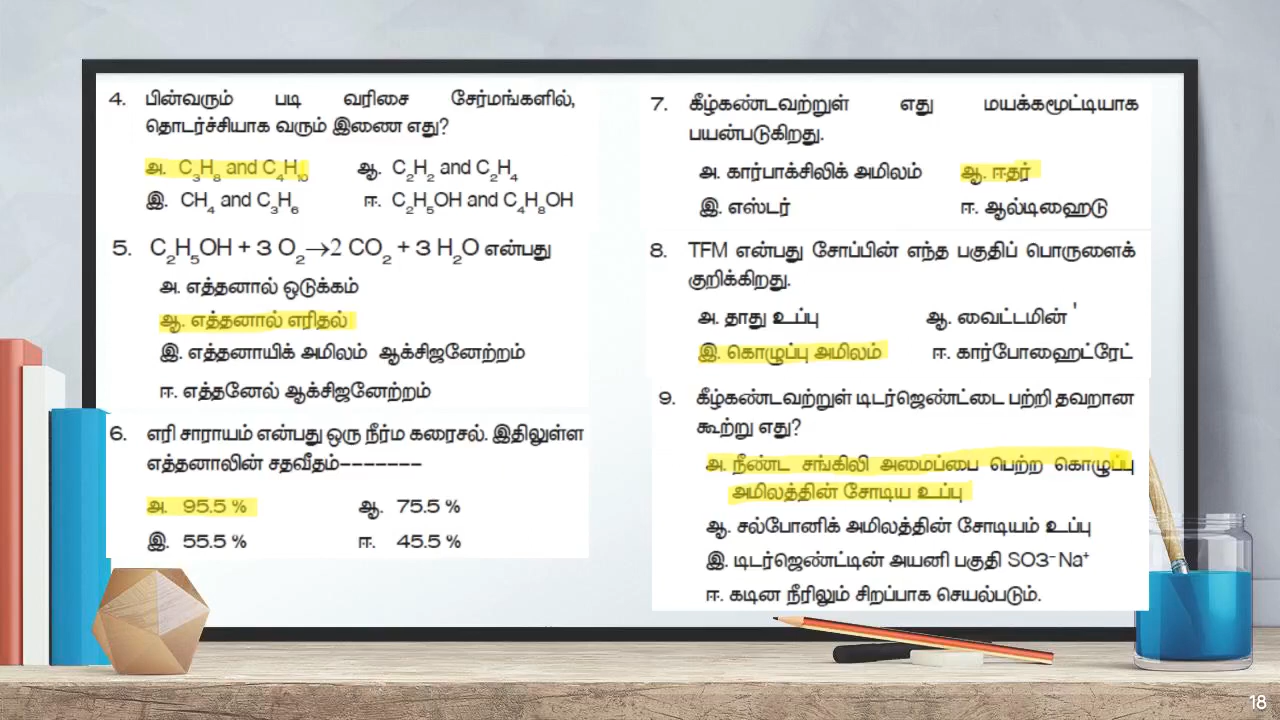 4. பின்வரும் படி வரிசை சேர்மங்களில்,
தொடர்ச்சியாக வரும் இணை எது?
அ. C₃H₈ and C₄H₁₀ ஆ. C₂H₂ and C₂H₄
இ. CH₄ and C₃H₆ ஈ. C₂H₅OH and C₄H₈OH
5. C₂H₅OH + 3 O₂→2 CO₂ + 3 H₂O என்பது
அ. எத்தனால் ஒடுக்கம்
ஆ. எத்தனால் எரிதல்
இ. எத்தனாயிக் அமிலம் ஆக்சிஜனேற்றம்
ஈ. எத்தனேல் ஆக்சிஜனேற்றம்
6. எரி சாராயம் என்பது ஒரு நீர்ம கரைசல். இதிலுள்ள
எத்தனாலின் சதவீதம்-------
அ. 95.5 % ஆ. 75.5 %
இ. 55.5 % ஈ. 45.5 %
7. கீழ்கண்டவற்றுள் எது மயக்கமூட்டியாக
பயன்படுகிறது.
அ. கார்பாக்சிலிக் அமிலம் ஆ. ஈதர்
இ. எஸ்டர் ஈ. ஆல்டிஹைடு
8. TFM என்பது சோப்பின் எந்த பகுதிப் பொருளைக்
குறிக்கிறது.
அ. தாது உப்பு ஆ. வைட்டமின் '
இ. கொழுப்பு அமிலம் ஈ. கார்போஹைட்ரேட்
9. கீழ்கண்டவற்றுள் டிடர்ஜெண்ட்டை பற்றி தவறான
கூற்று எது?
அ. நீண்ட சங்கிலி அமைப்பை பெற்ற கொழுப்பு
அமிலத்தின் சோடிய உப்பு
ஆ. சல்போனிக் அமிலத்தின் சோடியம் உப்பு
இ. டிடர்ஜெண்ட்டின் அயனி பகுதி SO3⁻ Na⁺
ஈ. கடின நீரிலும் சிறப்பாக செயல்படும்.
18